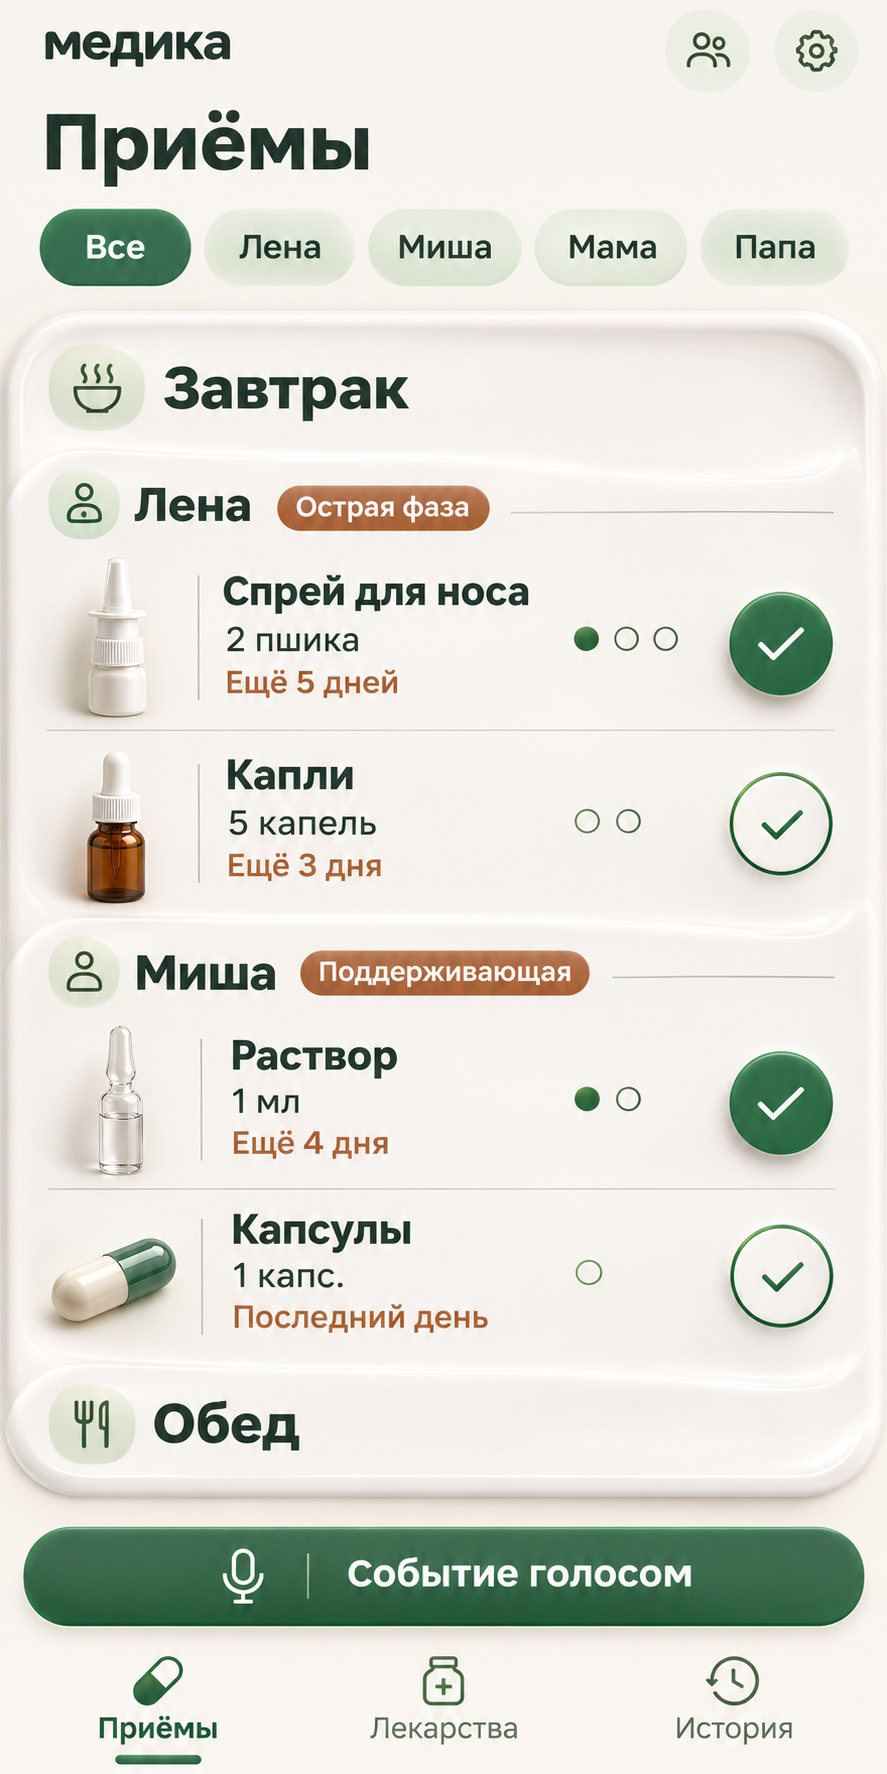 медика
Приёмы
Все Лена Миша Мама Папа
Завтрак
Лена Острая фаза
Спрей для носа
2 пшика
Ещё 5 дней
Капли
5 капель
Ещё 3 дня
Миша Поддерживающая
Раствор
1 мл
Ещё 4 дня
Капсулы
1 капс.
Последний день
Обед
Событие голосом
Приёмы Лекарства История